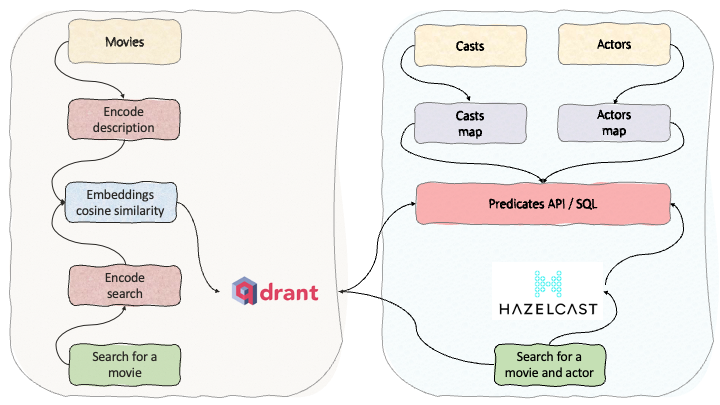 Movies
Encode
description
Embeddings
cosine similarity
Encode
search
Search for a
movie
qdrant
Casts
Actors
Casts
map
Actors
map
Predicates API / SQL
HAZELCAST
Search for a
movie and actor